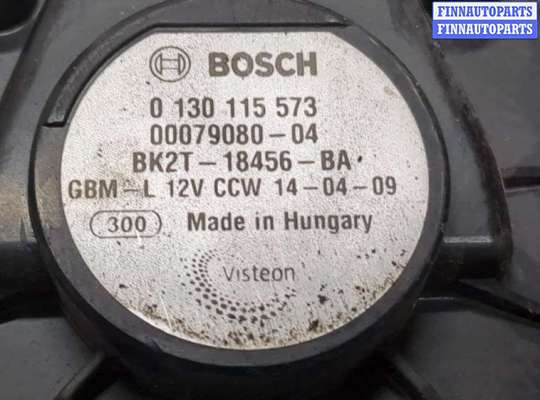 FINNAUTOPARTS
FINNAUTOPARTS
BOSCH
0 130 115 573
00079080-04
BK2T-18456-BA
GBM-L 12V CCW 14-04-09
300 Made in Hungary
Visteon